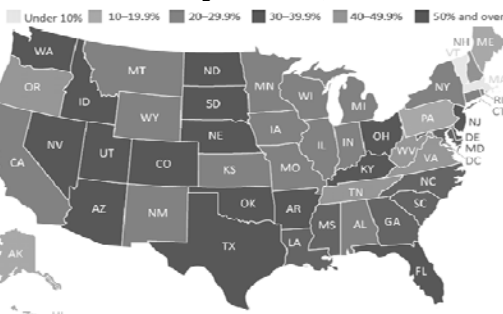 Under 10% 10–19.9% 20–29.9% 30–39.9% 40–49.9% 50% and over
WA
MT
ND
MN
NH
ME
VT
OR
ID
WY
SD
WI
MI
NY
MA
RI
CT
NV
UT
CO
NE
IA
IL
IN
OH
PA
NJ
DE
MD
DC
CA
KS
MO
KY
WV
VA
AZ
NM
OK
AR
TN
NC
SC
TX
LA
MS
AL
GA
FL
AK